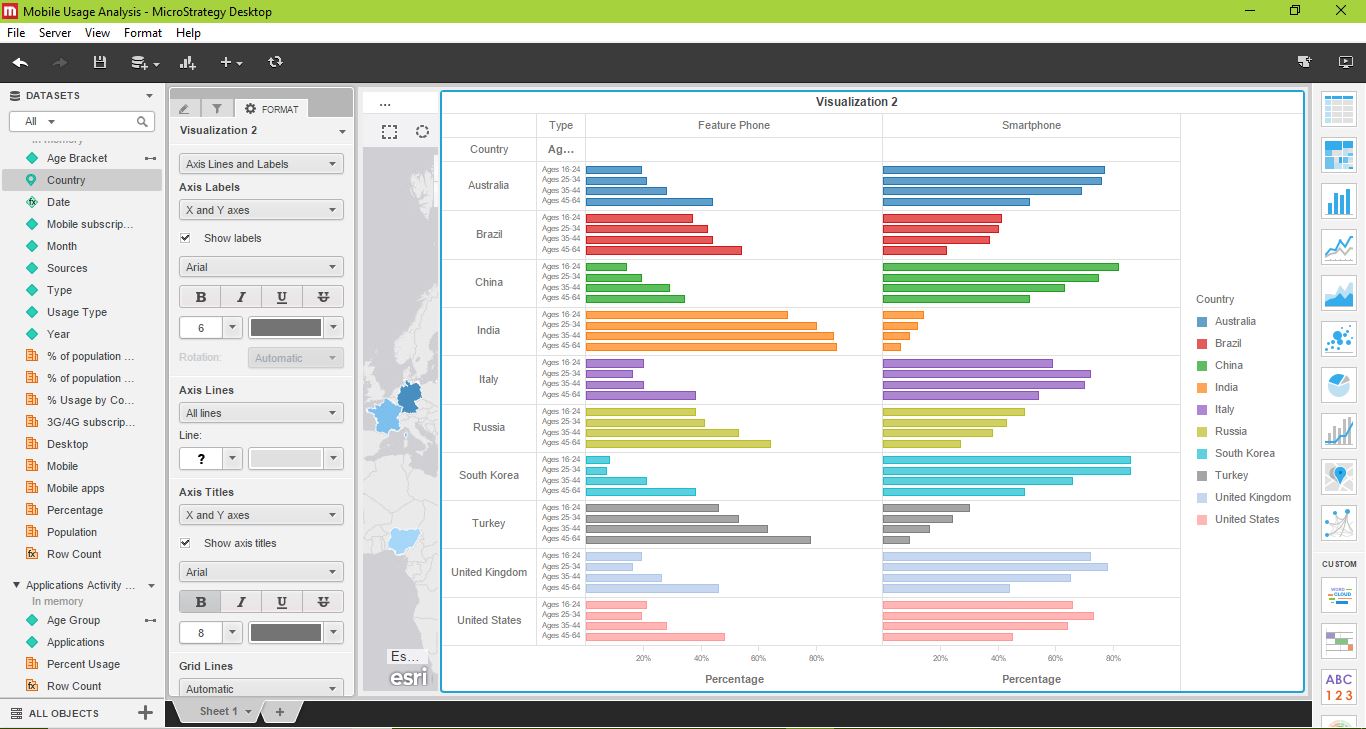 Mobile Usage Analysis - MicroStrategy Desktop
File Server View Format Help
DATASETS
All
In memory
Age Bracket
Country
Date
Mobile subscrip...
Month
Sources
Type
Usage Type
Year
% of population ...
% of population ...
% Usage by Co...
3G/4G subscrip...
Desktop
Mobile
Mobile apps
Percentage
Population
Row Count
Applications Activity ...
In memory
Age Group
Applications
Percent Usage
Row Count
ALL OBJECTS
FORMAT
Visualization 2
Axis Lines and Labels
Axis Labels
X and Y axes
Show labels
Arial
B I U T
6
Rotation: Automatic
Axis Lines
All lines
Line:
?
Axis Titles
X and Y axes
Show axis titles
Arial
B I U T
8
Grid Lines
Automatic
...
Es...
esri
Visualization 2
Type Feature Phone Smartphone
Country Ag...
Australia
Ages 16-24
Ages 25-34
Ages 35-44
Ages 45-64
Brazil
Ages 16-24
Ages 25-34
Ages 35-44
Ages 45-64
China
Ages 16-24
Ages 25-34
Ages 35-44
Ages 45-64
India
Ages 16-24
Ages 25-34
Ages 35-44
Ages 45-64
Italy
Ages 16-24
Ages 25-34
Ages 35-44
Ages 45-64
Russia
Ages 16-24
Ages 25-34
Ages 35-44
Ages 45-64
South Korea
Ages 16-24
Ages 25-34
Ages 35-44
Ages 45-64
Turkey
Ages 16-24
Ages 25-34
Ages 35-44
Ages 45-64
United Kingdom
Ages 16-24
Ages 25-34
Ages 35-44
Ages 45-64
United States
Ages 16-24
Ages 25-34
Ages 35-44
Ages 45-64
20% 40% 60% 80% 20% 40% 60% 80%
Percentage Percentage
Country
Australia
Brazil
China
India
Italy
Russia
South Korea
Turkey
United Kingdom
United States
CUSTOM
WORD
CLOUD
ABC
123
Sheet 1